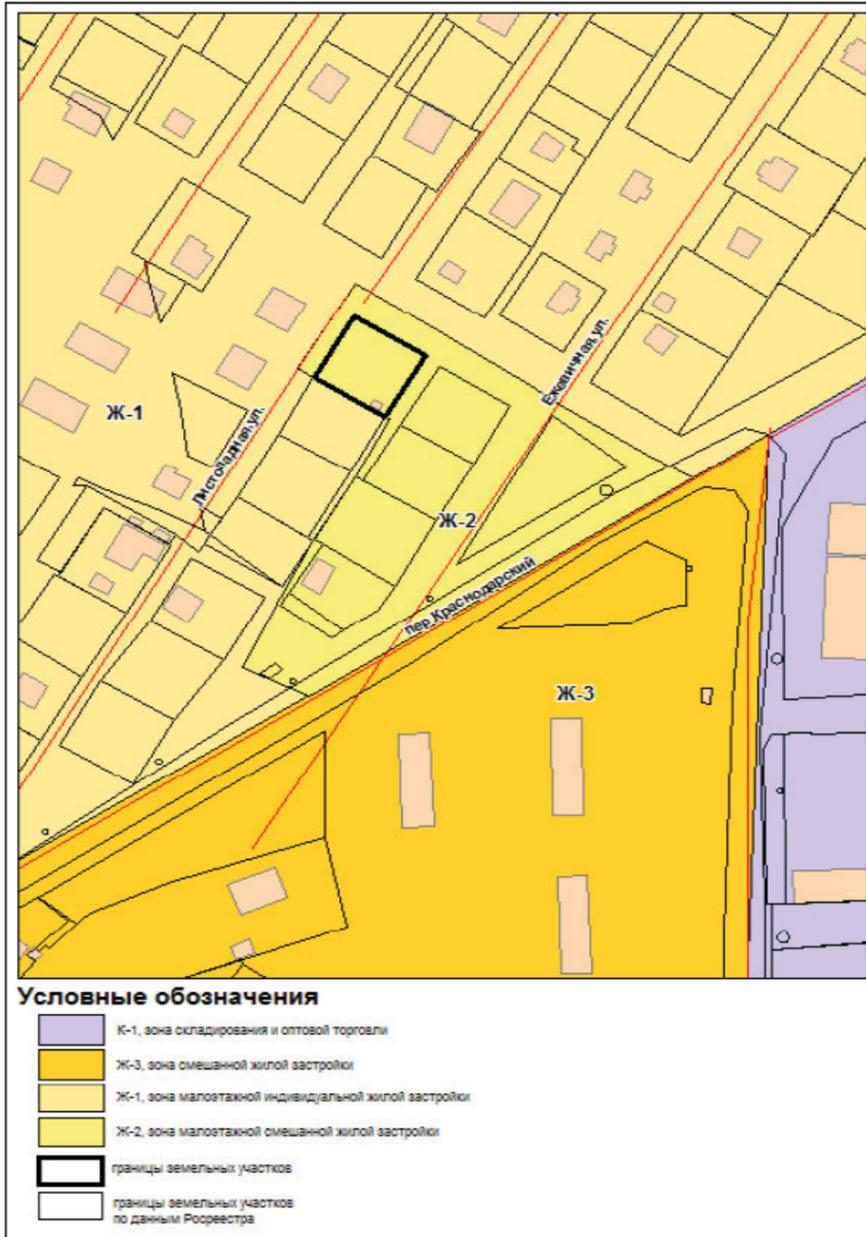 Ж-1
Листопадная ул.
Ежовичная ул.
Ж-2
пер Краснодарский
Ж-3
Условные обозначения
К-1, зона складирования и оптовой торговли
Ж-3, зона смешанной жилой застройки
Ж-1, зона малоэтажной индивидуальной жилой застройки
Ж-2, зона малоэтажной смешанной жилой застройки
границы земельных участков
границы земельных участков
по данным Росреестра